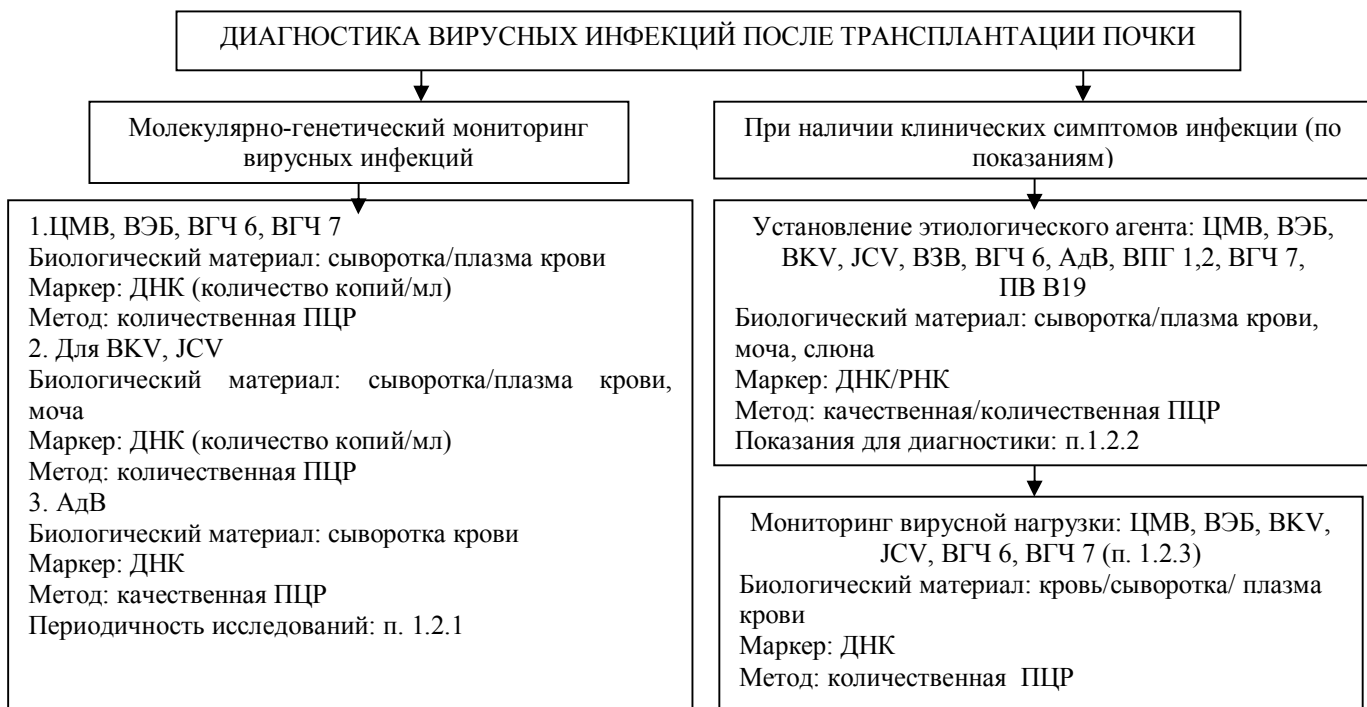 ДИАГНОСТИКА ВИРУСНЫХ ИНФЕКЦИЙ ПОСЛЕ ТРАНСПЛАНТАЦИИ ПОЧКИ
Молекулярно-генетический мониторинг
вирусных инфекций
1.ЦМВ, ВЭБ, ВГЧ 6, ВГЧ 7
Биологический материал: сыворотка/плазма крови
Маркер: ДНК (количество копий/мл)
Метод: количественная ПЦР
2. Для BKV, JCV
Биологический материал: сыворотка/плазма крови,
моча
Маркер: ДНК (количество копий/мл)
Метод: количественная ПЦР
3. АдВ
Биологический материал: сыворотка крови
Маркер: ДНК
Метод: качественная ПЦР
Периодичность исследований: п. 1.2.1
При наличии клинических симптомов инфекции (по
показаниям)
Установление этиологического агента: ЦМВ, ВЭБ,
BKV, JCV, ВЗВ, ВГЧ 6, АдВ, ВПГ 1,2, ВГЧ 7,
ПВ В19
Биологический материал: сыворотка/плазма крови,
моча, слюна
Маркер: ДНК/РНК
Метод: качественная/количественная ПЦР
Показания для диагностики: п.1.2.2
Мониторинг вирусной нагрузки: ЦМВ, ВЭБ, BKV,
JCV, ВГЧ 6, ВГЧ 7 (п. 1.2.3)
Биологический материал: кровь/сыворотка/ плазма
крови
Маркер: ДНК
Метод: количественная ПЦР